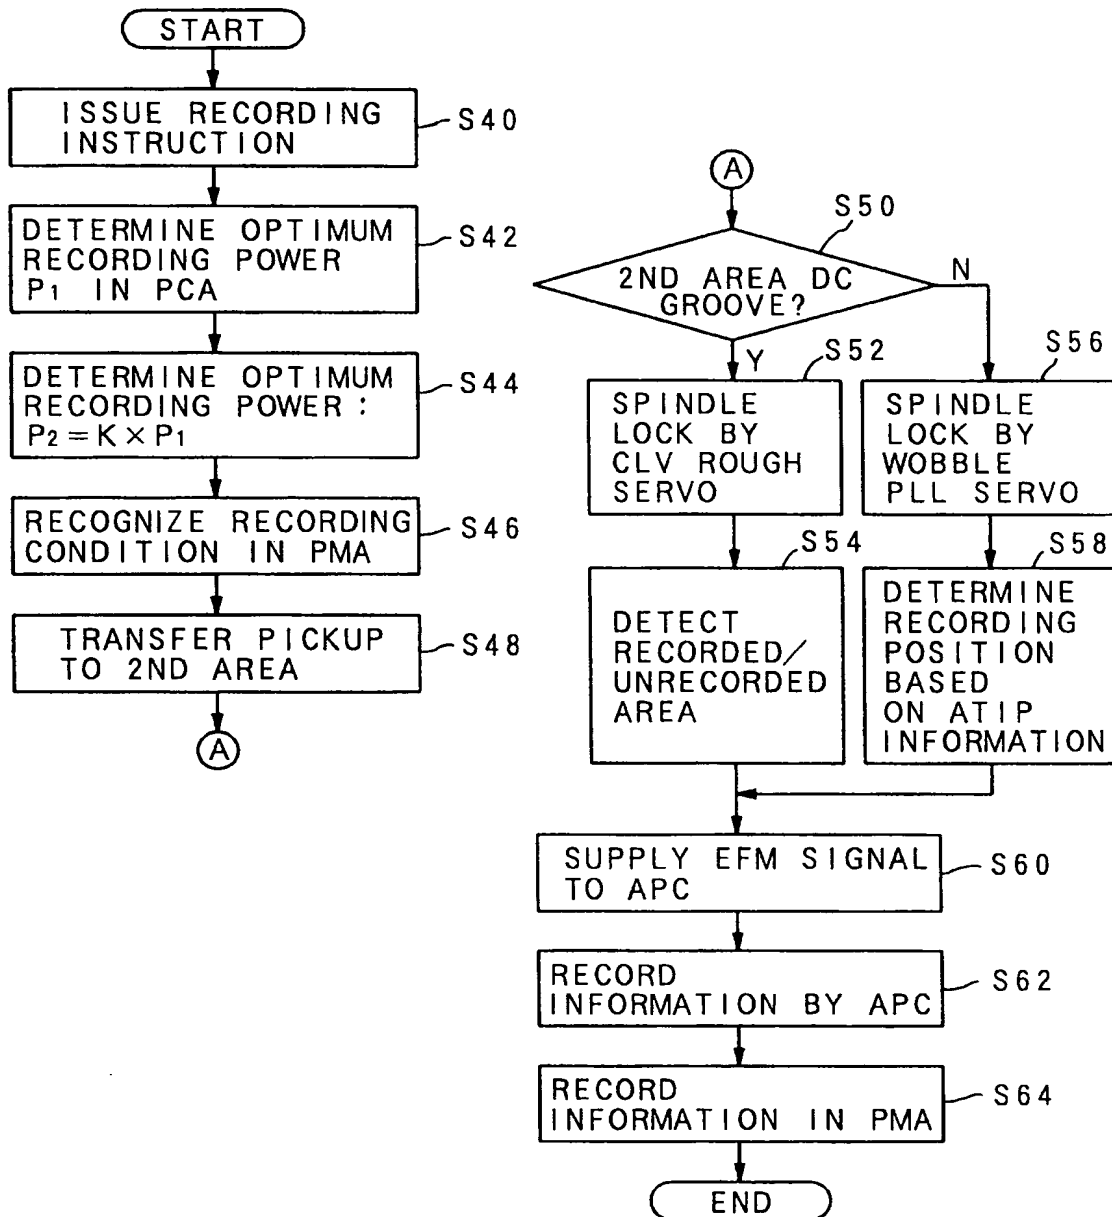 START
ISSUE RECORDING
INSTRUCTION
S40
DETERMINE OPTIMUM
RECORDING POWER
P1 IN PCA
S42
DETERMINE OPTIMUM
RECORDING POWER:
P2=K×P1
S44
RECOGNIZE RECORDING
CONDITION IN PMA
S46
TRANSFER PICKUP
TO 2ND AREA
S48
A
A
S50
2ND AREA DC
GROOVE?
N
Y
S52
SPINDLE
LOCK BY
CLV ROUGH
SERVO
S56
SPINDLE
LOCK BY
WOBBLE
PLL SERVO
S54
DETECT
RECORDED/
UNRECORDED
AREA
S58
DETERMINE
RECORDING
POSITION
BASED
ON ATIP
INFORMATION
SUPPLY EFM SIGNAL
TO APC
S60
RECORD
INFORMATION BY APC
S62
RECORD
INFORMATION IN PMA
S64
END